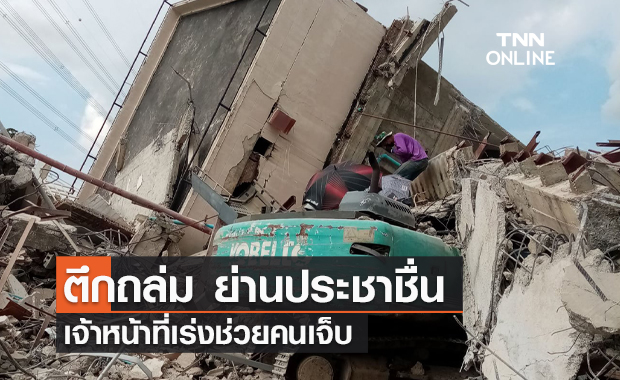 TNN
ONLINE
KOBELCO
ตึกถล่ม ย่านประชาชื่น
เจ้าหน้าที่เร่งช่วยคนเจ็บ